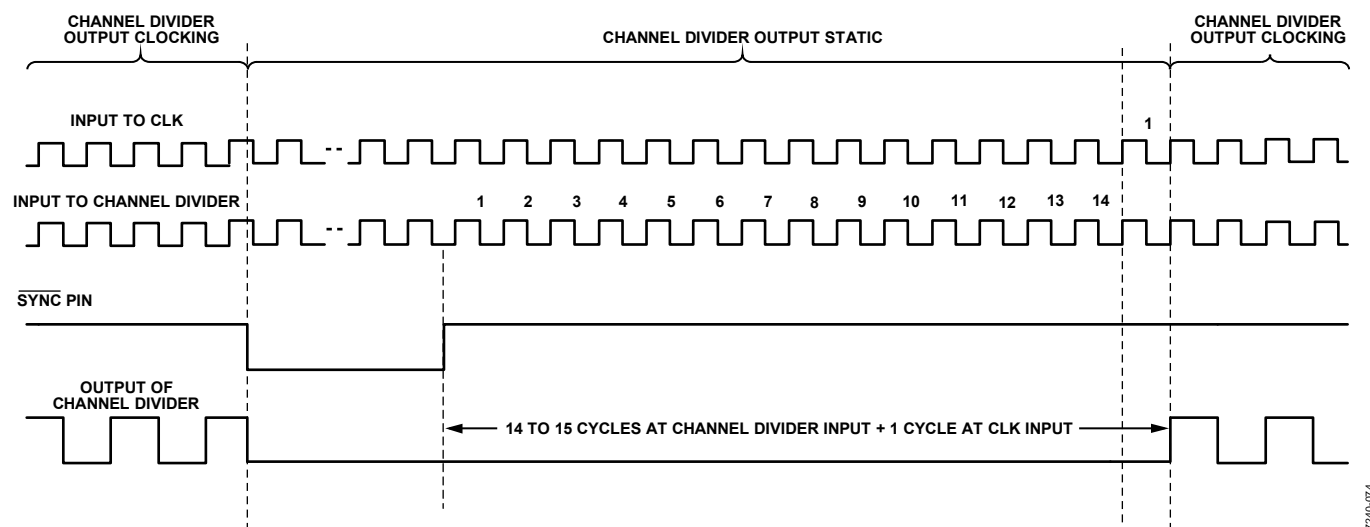 CHANNEL DIVIDER
OUTPUT CLOCKING
CHANNEL DIVIDER OUTPUT STATIC
CHANNEL DIVIDER
OUTPUT CLOCKING
INPUT TO CLK
1
INPUT TO CHANNEL DIVIDER
1 2 3 4 5 6 7 8 9 10 11 12 13 14
SYNC PIN
OUTPUT OF
CHANNEL DIVIDER
14 TO 15 CYCLES AT CHANNEL DIVIDER INPUT + 1 CYCLE AT CLK INPUT